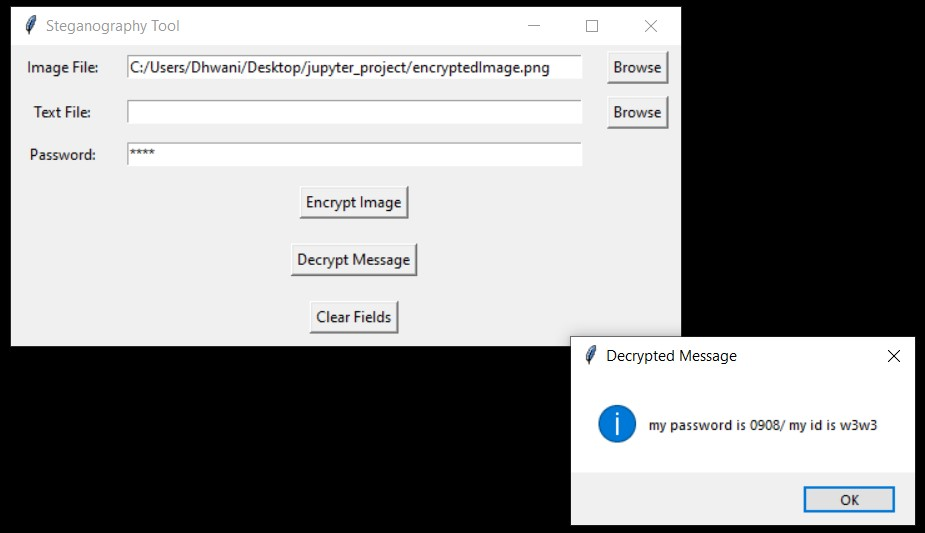 Steganography Tool
Image File: C:/Users/Dhwani/Desktop/jupyter_project/encryptedImage.png Browse
Text File: Browse
Password: ****
Encrypt Image
Decrypt Message
Clear Fields
Decrypted Message
my password is 0908/ my id is w3w3
OK